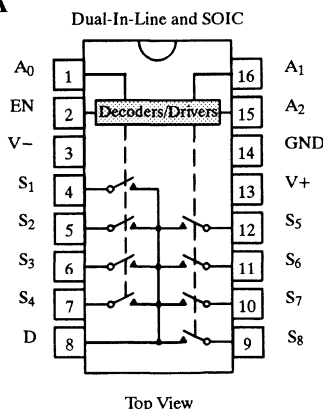 A
Dual-In-Line and SOIC
A₀ 1 16 A₁
EN 2 Decoders/Drivers 15 A₂
V− 3 14 GND
S₁ 4 13 V+
S₂ 5 12 S₅
S₃ 6 11 S₆
S₄ 7 10 S₇
D 8 9 S₈
Top View